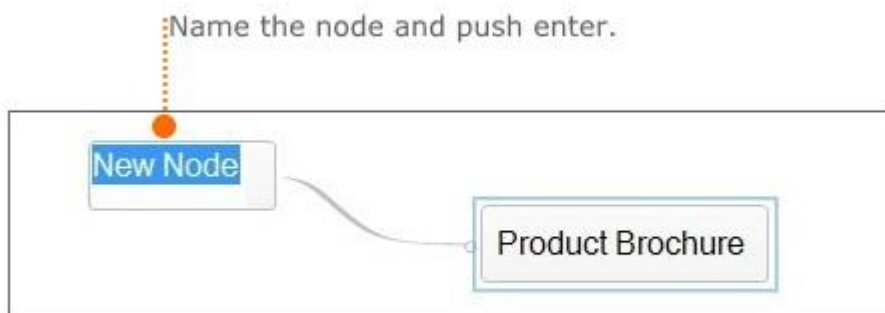 Name the node and push enter.
New Node
Product Brochure